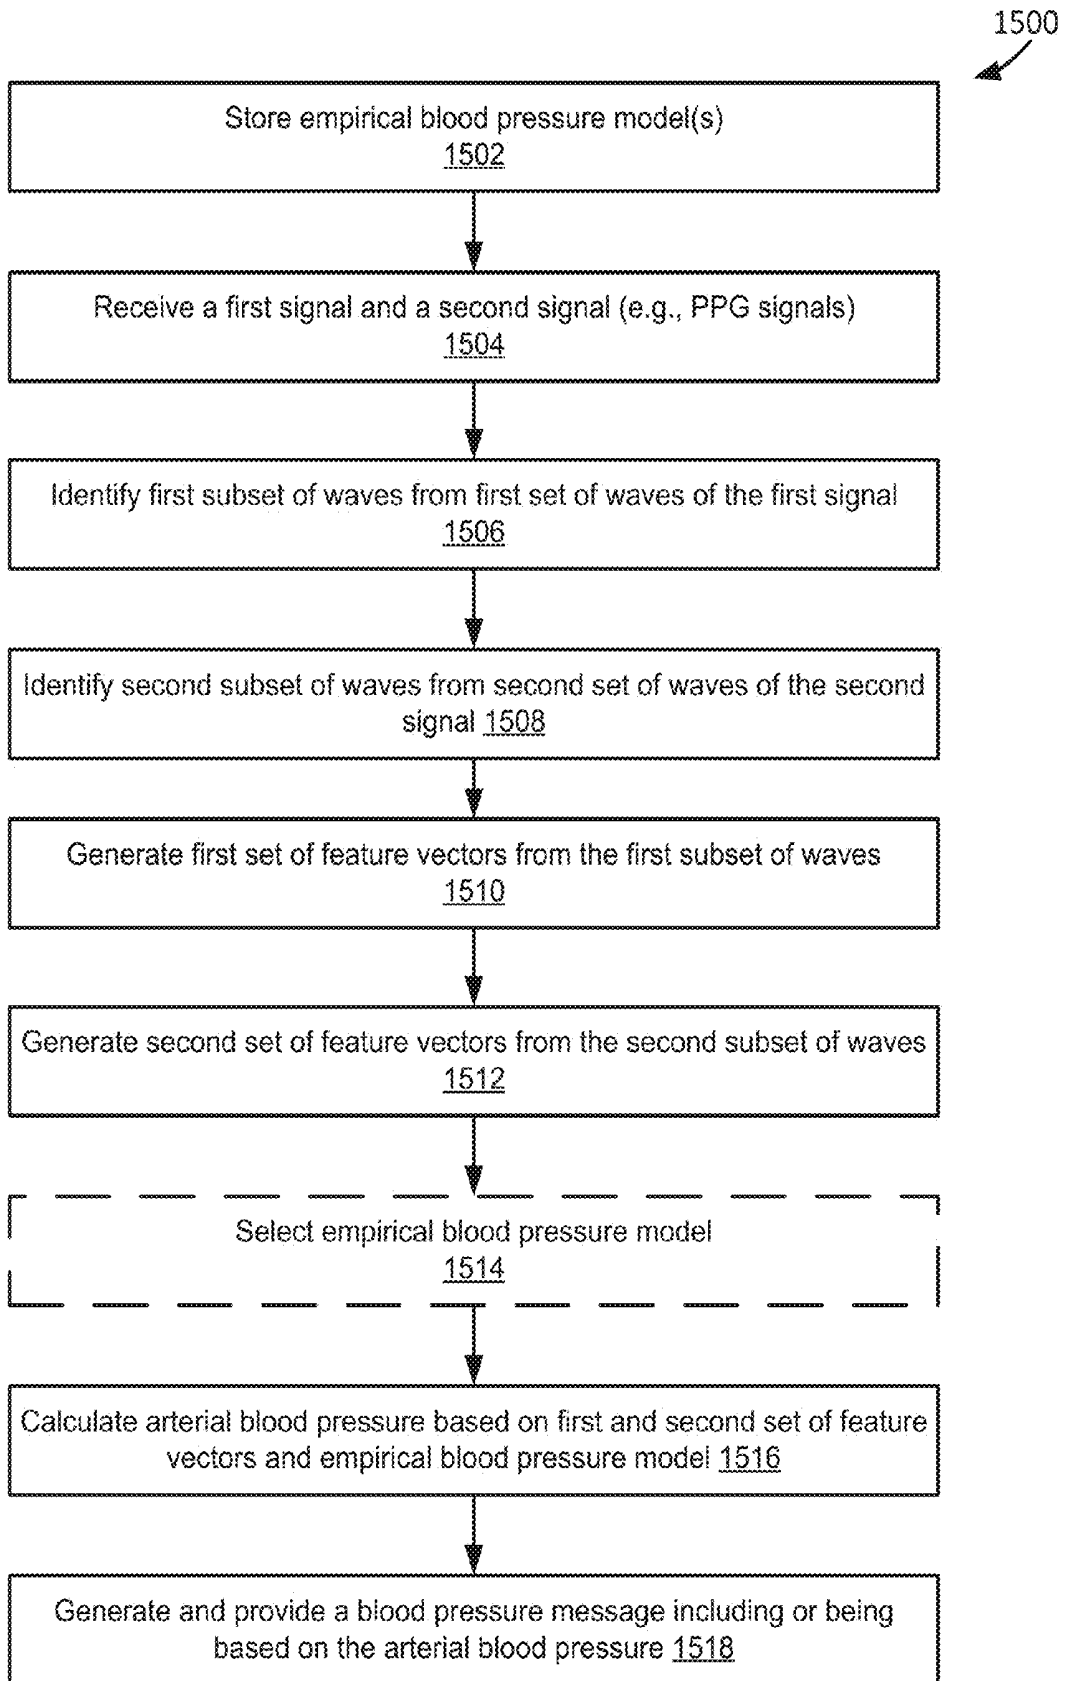 1500
Store empirical blood pressure model(s)
1502
Receive a first signal and a second signal (e.g., PPG signals)
1504
Identify first subset of waves from first set of waves of the first signal
1506
Identify second subset of waves from second set of waves of the second
signal 1508
Generate first set of feature vectors from the first subset of waves
1510
Generate second set of feature vectors from the second subset of waves
1512
Select empirical blood pressure model
1514
Calculate arterial blood pressure based on first and second set of feature
vectors and empirical blood pressure model 1516
Generate and provide a blood pressure message including or being
based on the arterial blood pressure 1518